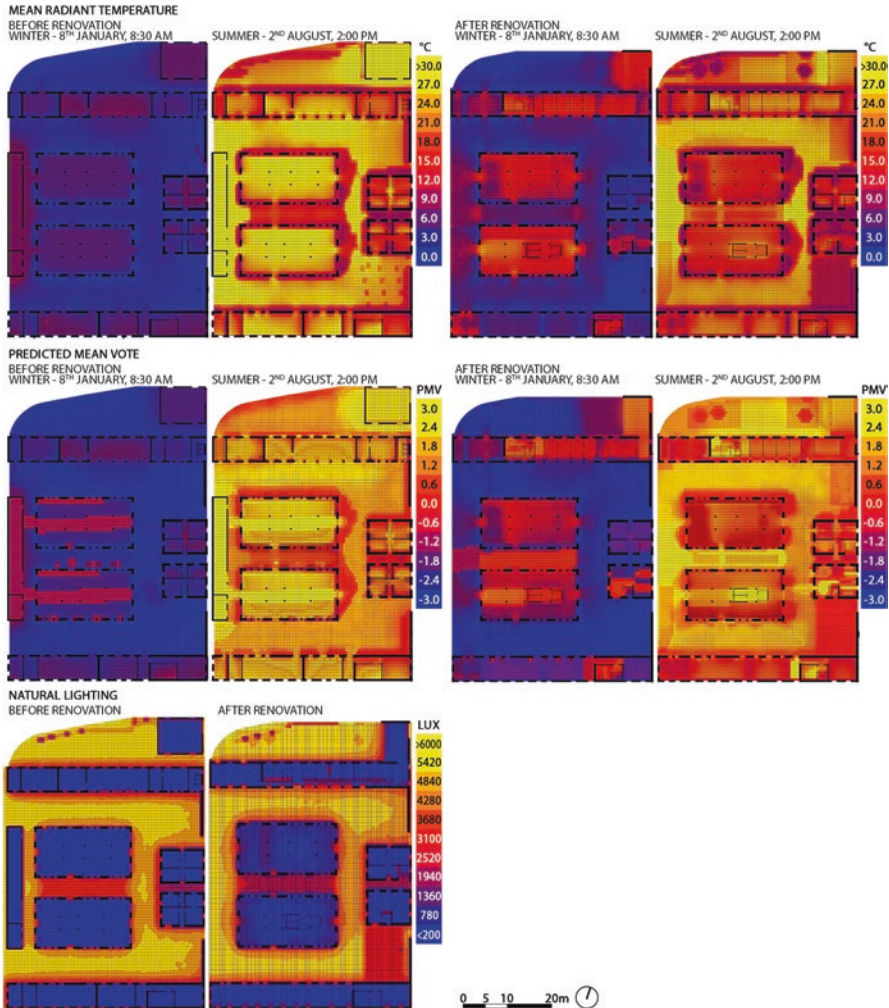 MEAN RADIANT TEMPERATURE
BEFORE RENOVATION
WINTER - 8TH JANUARY, 8:30 AM
SUMMER - 2ND AUGUST, 2:00 PM
°C
>30.0
27.0
24.0
21.0
18.0
15.0
12.0
9.0
6.0
3.0
0.0
AFTER RENOVATION
WINTER - 8TH JANUARY, 8:30 AM
SUMMER - 2ND AUGUST, 2:00 PM
°C
>30.0
27.0
24.0
21.0
18.0
15.0
12.0
9.0
6.0
3.0
0.0
PREDICTED MEAN VOTE
BEFORE RENOVATION
WINTER - 8TH JANUARY, 8:30 AM
SUMMER - 2ND AUGUST, 2:00 PM
PMV
3.0
2.4
1.8
1.2
0.6
0.0
-0.6
-1.2
-1.8
-2.4
-3.0
AFTER RENOVATION
WINTER - 8TH JANUARY, 8:30 AM
SUMMER - 2ND AUGUST, 2:00 PM
PMV
3.0
2.4
1.8
1.2
0.6
0.0
-0.6
-1.2
-1.8
-2.4
-3.0
NATURAL LIGHTING
BEFORE RENOVATION
AFTER RENOVATION
LUX
>6000
5420
4840
4280
3680
3100
2520
1940
1360
780
<200
0 5 10 20m